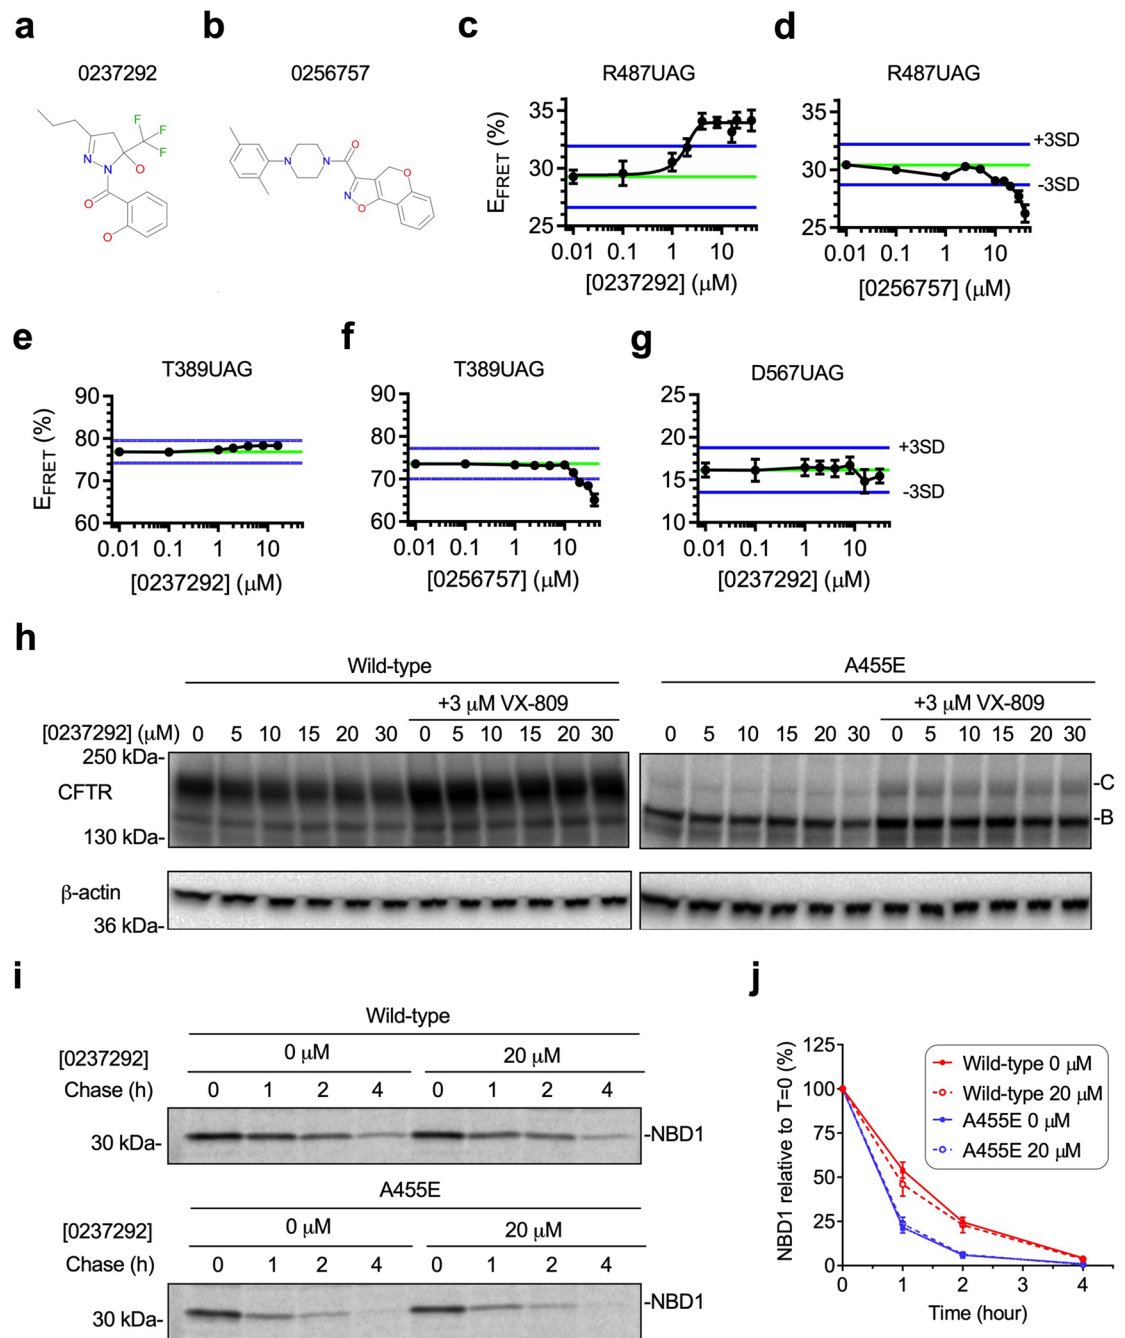 a
b
c
d
0237292
0256757
R487UAG
R487UAG
F
F
F
N
N
O
O
O
N
N
O
N
O
O
E_FRET (%)
35
30
25
0.01 0.1 1 10
[0237292] (μM)
35
30
25
+3SD
-3SD
0.01 0.1 1 10
[0256757] (μM)
e
f
g
T389UAG
T389UAG
D567UAG
E_FRET (%)
90
80
70
60
0.01 0.1 1 10
[0237292] (μM)
90
80
70
60
0.01 0.1 1 10
[0256757] (μM)
25
20
15
10
+3SD
-3SD
0.01 0.1 1 10
[0237292] (μM)
h
Wild-type
A455E
+3 μM VX-809
+3 μM VX-809
[0237292] (μM) 0 5 10 15 20 30 0 5 10 15 20 30
0 5 10 15 20 30 0 5 10 15 20 30
250 kDa-
CFTR
130 kDa-
-C
-B
β-actin
36 kDa-
i
Wild-type
[0237292] 0 μM 20 μM
Chase (h) 0 1 2 4 0 1 2 4
30 kDa-
-NBD1
A455E
[0237292] 0 μM 20 μM
Chase (h) 0 1 2 4 0 1 2 4
30 kDa-
-NBD1
j
NBD1 relative to T=0 (%)
125
100
75
50
25
0
0 1 2 3 4
Time (hour)
Wild-type 0 μM
Wild-type 20 μM
A455E 0 μM
A455E 20 μM